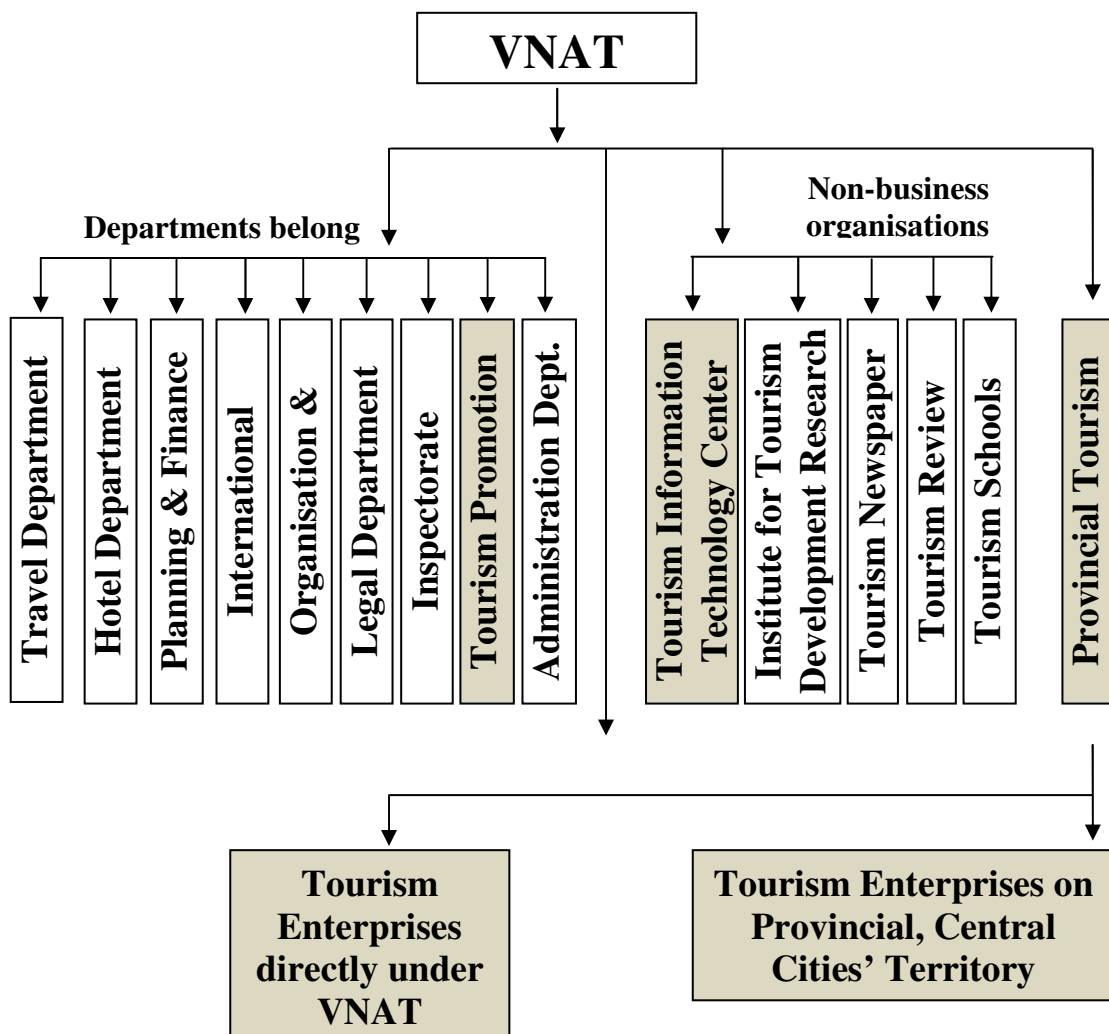 VNAT
Non-business
organisations
Departments belong
Travel Department
Hotel Department
Planning & Finance
International
Organisation &
Legal Department
Inspectorate
Tourism Promotion
Administration Dept.
Tourism Information
Technology Center
Institute for Tourism
Development Research
Tourism Newspaper
Tourism Review
Tourism Schools
Provincial Tourism
Tourism
Enterprises
directly under
VNAT
Tourism Enterprises on
Provincial, Central
Cities’ Territory